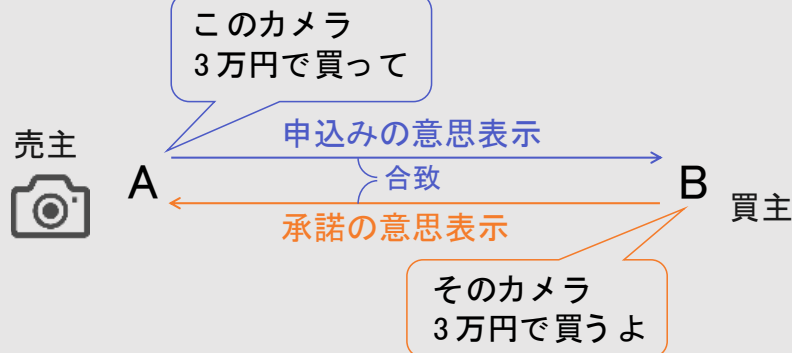 このカメラ
3万円で買って
申込みの意思表示
売主
A
合致
B
買主
承諾の意思表示
そのカメラ
3万円で買うよ